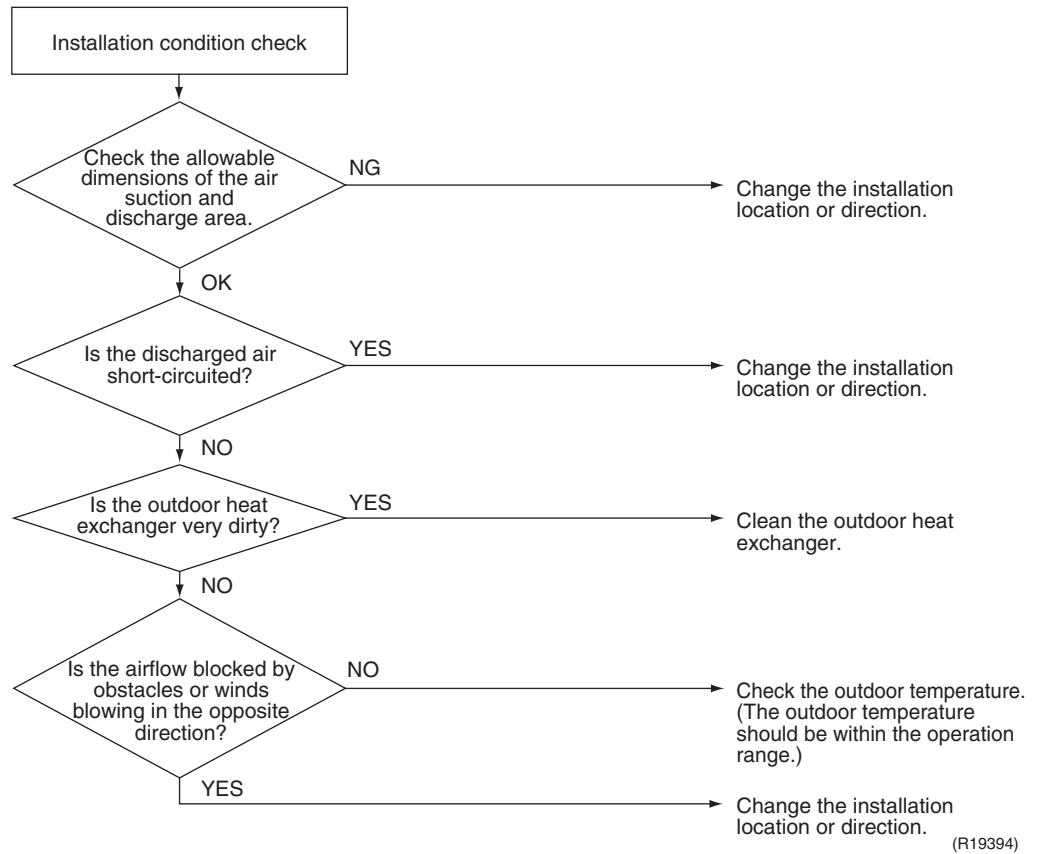 Installation condition check
Check the allowable
dimensions of the air
suction and
discharge area.
NG
Change the installation
location or direction.
OK
Is the discharged air
short-circuited?
YES
Change the installation
location or direction.
NO
Is the outdoor heat
exchanger very dirty?
YES
Clean the outdoor heat
exchanger.
NO
Is the airflow blocked by
obstacles or winds
blowing in the opposite
direction?
NO
Check the outdoor temperature.
(The outdoor temperature
should be within the operation
range.)
YES
Change the installation
location or direction.
(R19394)